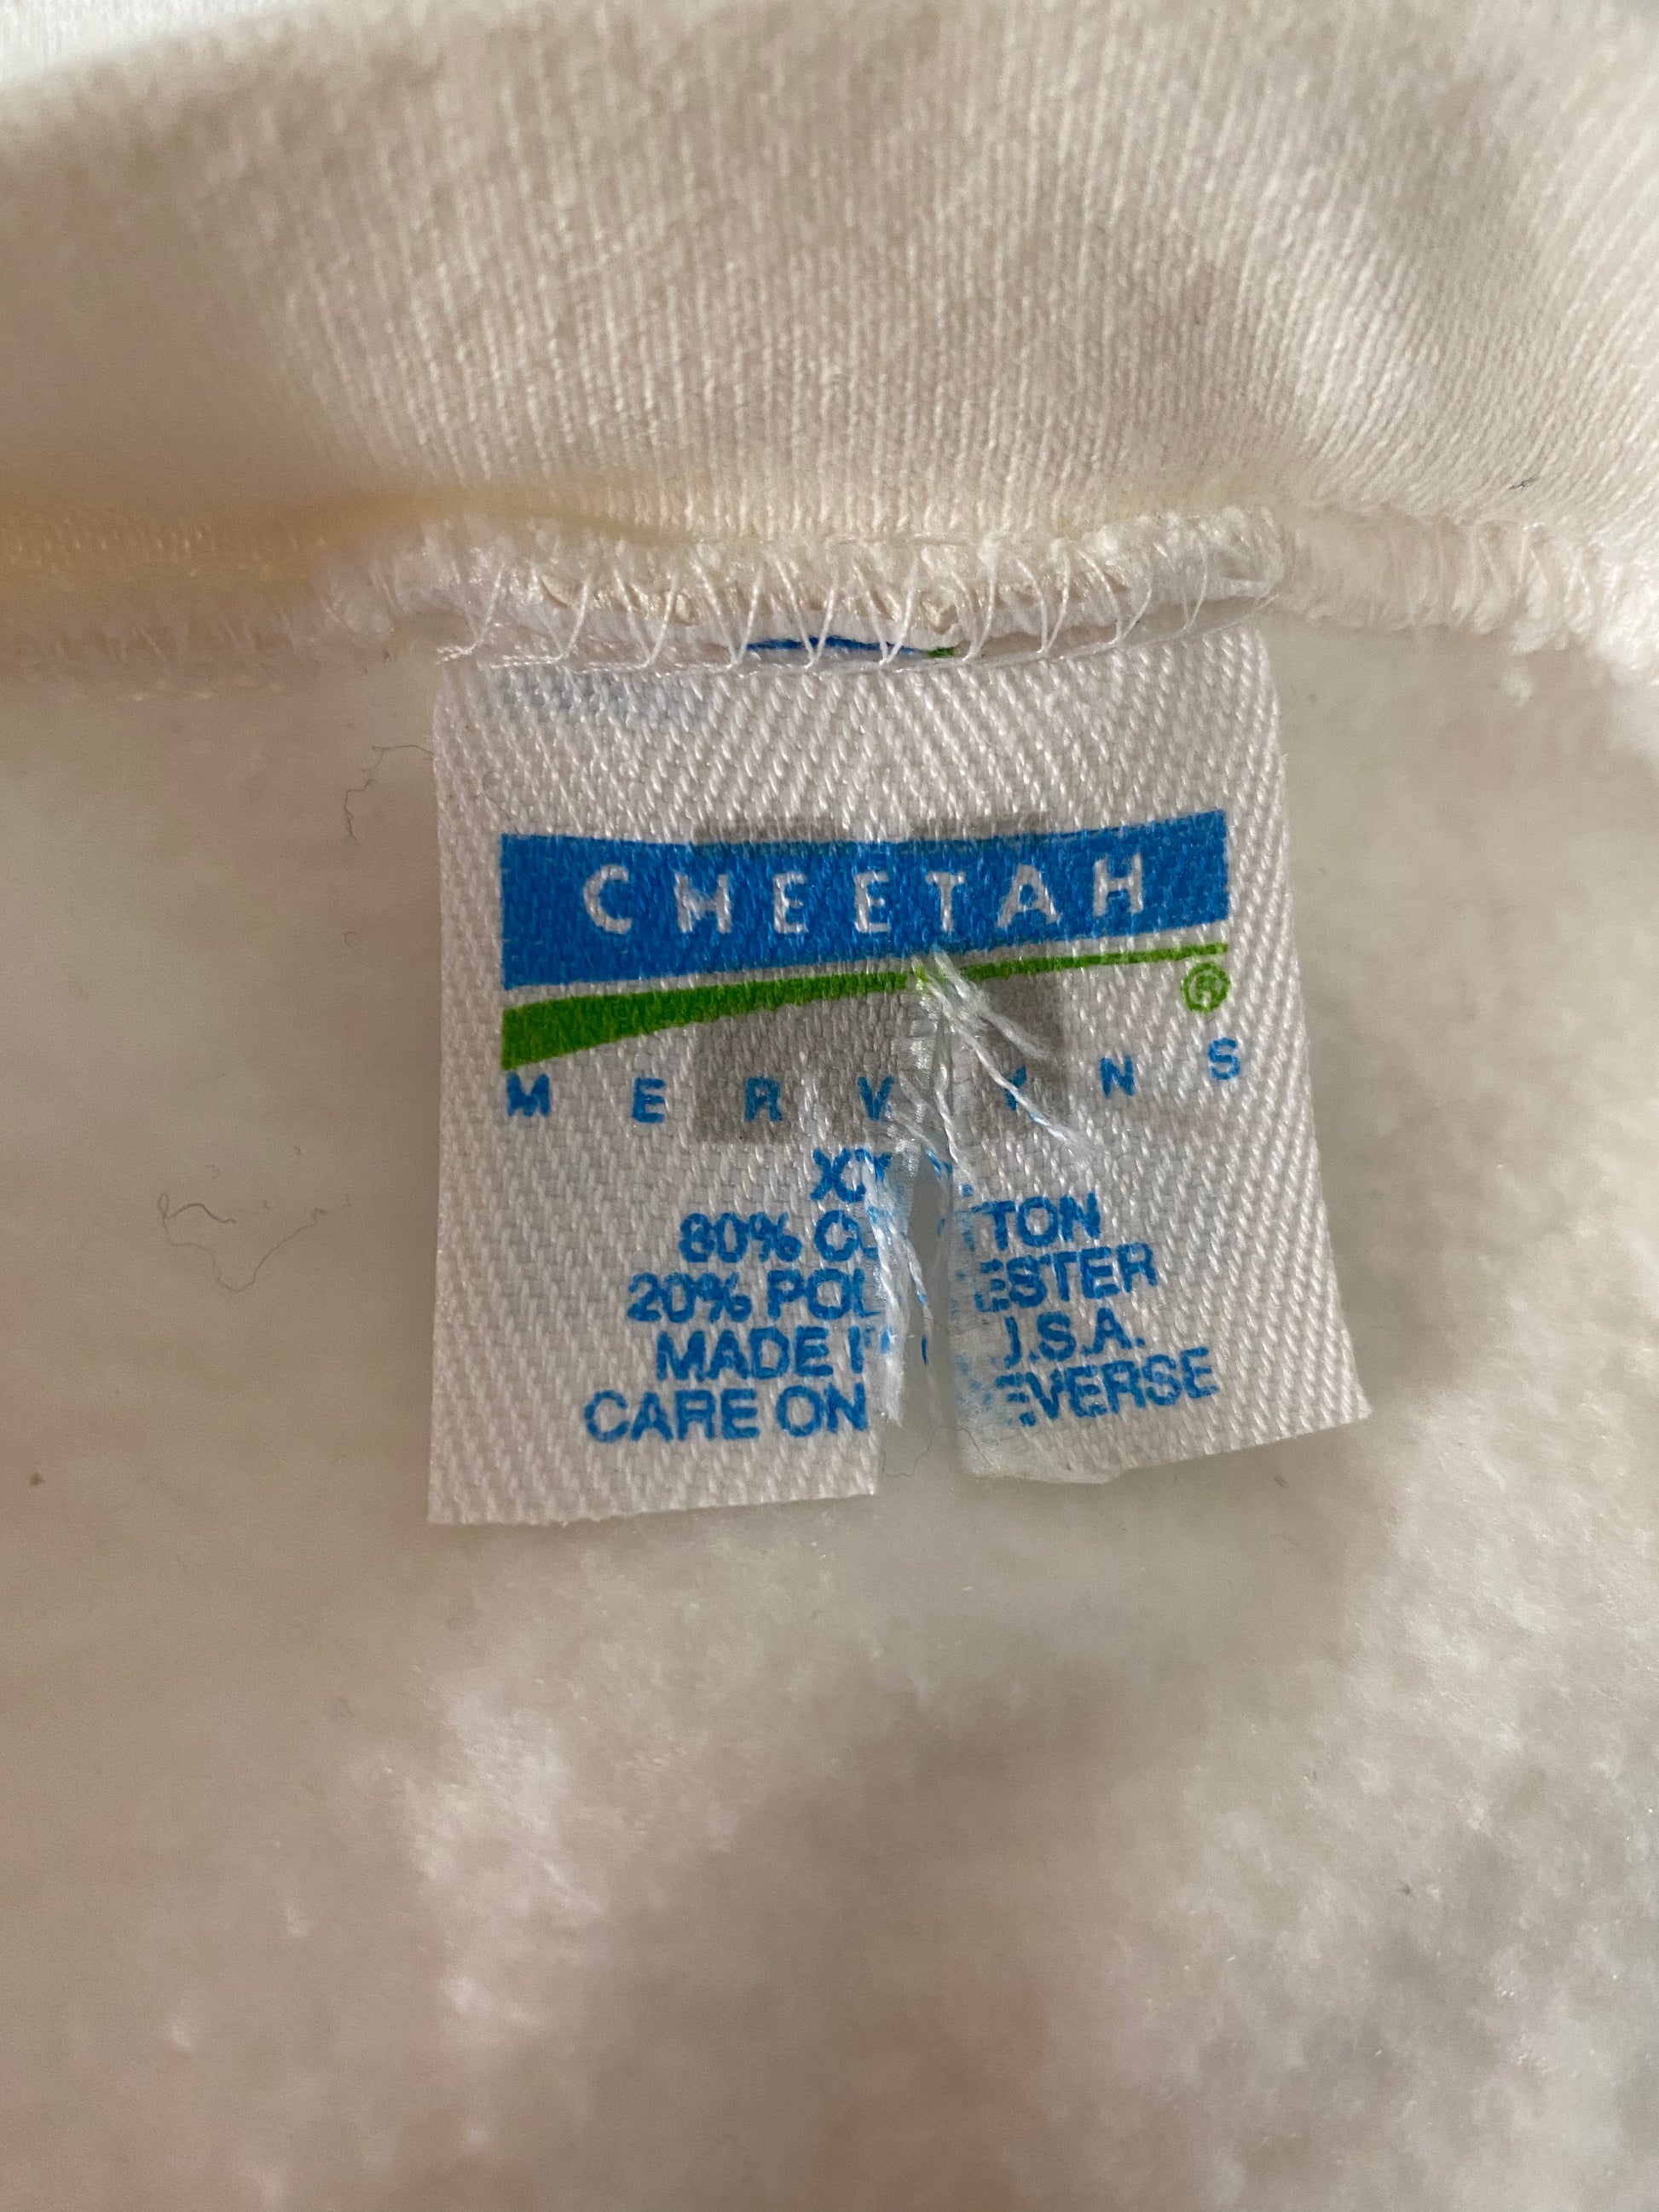 CHEETAH
®
MERVYNS
80% COTTON
20% POLYESTER
MADE IN U.S.A.
CARE ON REVERSE